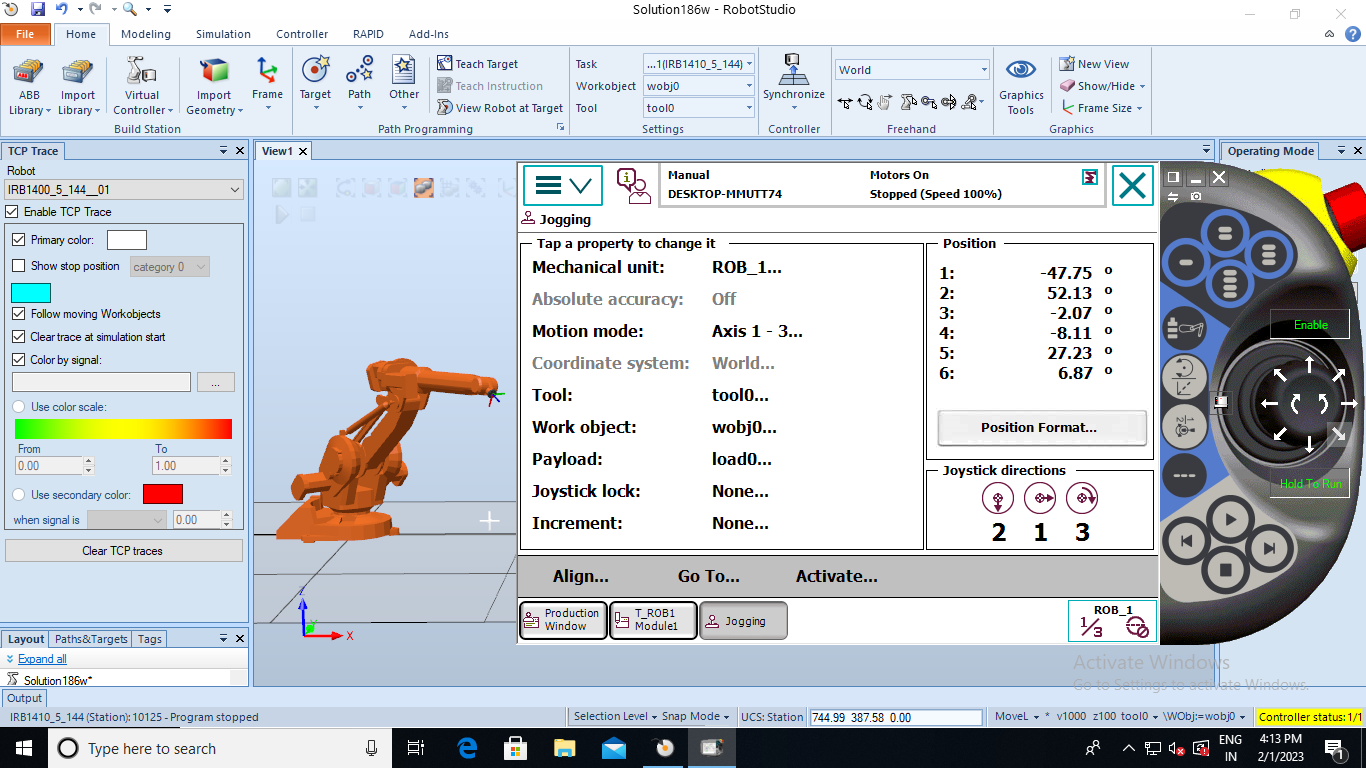 Solution186w - RobotStudio
File Home Modeling Simulation Controller RAPID Add-Ins
ABB Library
Import Library
Virtual Controller
Import Geometry
Frame
Build Station
Target
Path
Other
Teach Target
Teach Instruction
View Robot at Target
Path Programming
Task ...1(IRB1410_5_144)
Workobject wobj0
Tool tool0
Settings
Synchronize
Controller
World
Freehand
Graphics Tools
New View
Show/Hide
Frame Size
Graphics
TCP Trace
Robot
IRB1400_5_144__01
Enable TCP Trace
Primary color:
Show stop position category 0
Follow moving Workobjects
Clear trace at simulation start
Color by signal:
...
Use color scale:
From To
0.00 1.00
Use secondary color:
when signal is 0.00
Clear TCP traces
Layout Paths&Targets Tags
Expand all
Solution186w*
Output
View1
Z
Y
X
Manual
DESKTOP-MMUTT74
Motors On
Stopped (Speed 100%)
Jogging
Tap a property to change it
Mechanical unit: ROB_1...
Absolute accuracy: Off
Motion mode: Axis 1 - 3...
Coordinate system: World...
Tool: tool0...
Work object: wobj0...
Payload: load0...
Joystick lock: None...
Increment: None...
Position
1: -47.75 °
2: 52.13 °
3: -2.07 °
4: -8.11 °
5: 27.23 °
6: 6.87 °
Position Format...
Joystick directions
2 1 3
Align... Go To... Activate...
Production Window
T_ROB1 Module1
Jogging
ROB_1
1/3
Operating Mode
Enable
Hold To Run
Activate Windows
Go to Settings to activate Windows.
IRB1410_5_144 (Station): 10125 - Program stopped
Selection Level Snap Mode UCS: Station 744.99 387.58 0.00 MoveL * v1000 z100 tool0 \WObj:=wobj0 Controller status: 1/1
Type here to search
ENG
IN
4:13 PM
2/1/2023
1